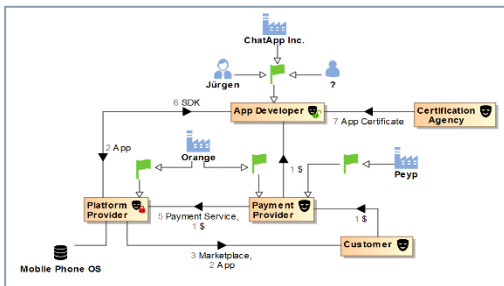 ChatApp Inc.
Jürgen
?
6 SDK
App Developer
Certification
Agency
7 App Certificate
2 App
Orange
1 $
Peyp
Platform
Provider
Payment
Provider
5 Payment Service,
1 $
1 $
Customer
3 Marketplace,
2 App
Mobile Phone OS